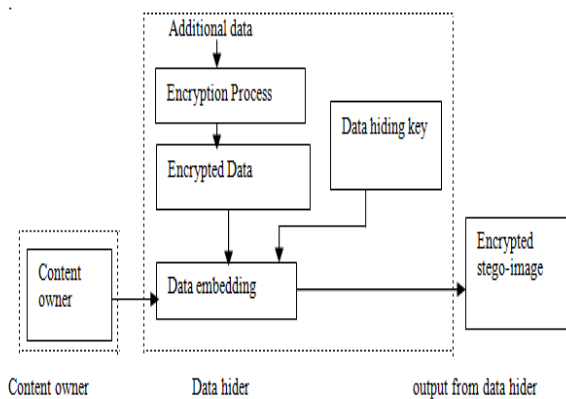 .
Additional data
Encryption Process
Data hiding key
Encrypted Data
Encrypted
stego-image
Content
owner
Data embedding
Content owner
Data hider
output from data hider